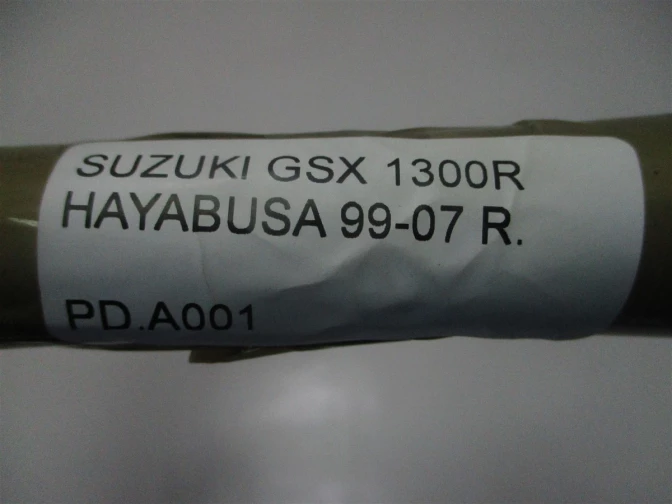 SUZUKI GSX 1300R
HAYABUSA 99-07 R.
PD.A001